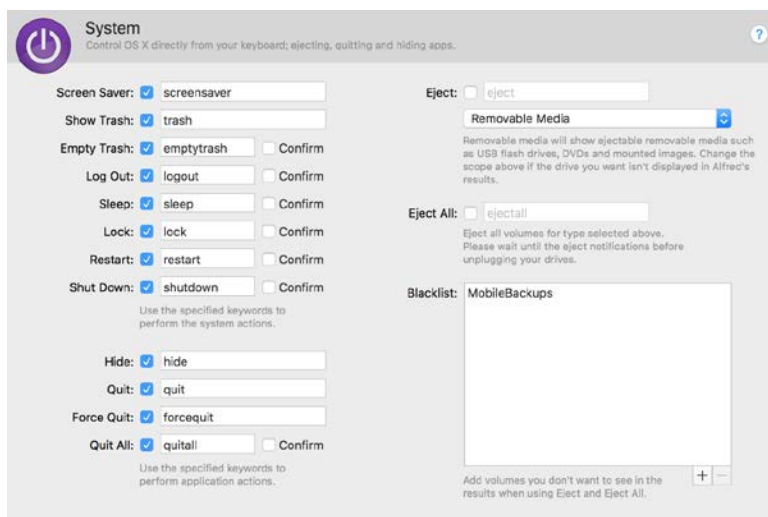 System
Control OS X directly from your keyboard; ejecting, quitting and hiding apps.
?
Screen Saver: screensaver
Show Trash: trash
Empty Trash: emptytrash Confirm
Log Out: logout Confirm
Sleep: sleep Confirm
Lock: lock Confirm
Restart: restart Confirm
Shut Down: shutdown Confirm
Use the specified keywords to
perform the system actions.
Hide: hide
Quit: quit
Force Quit: forcequit
Quit All: quitall Confirm
Use the specified keywords to
perform application actions.
Eject: eject
Removable Media
Removable media will show ejectable removable media such
as USB flash drives, DVDs and mounted images. Change the
scope above if the drive you want isn't displayed in Alfred's
results.
Eject All: ejectall
Eject all volumes for type selected above.
Please wait until the eject notifications before
unplugging your drives.
Blacklist: MobileBackups
+ −
Add volumes you don't want to see in the
results when using Eject and Eject All.